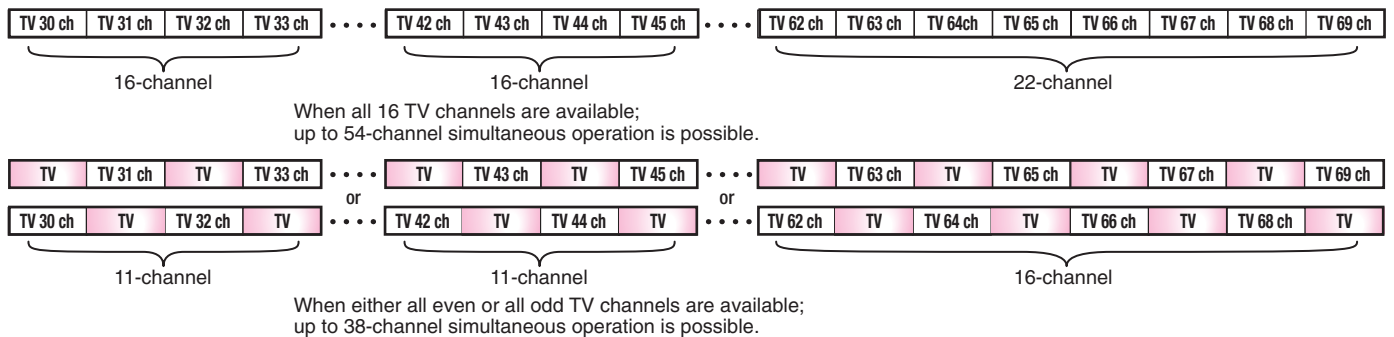 TV 30 ch TV 31 ch TV 32 ch TV 33 ch •••• TV 42 ch TV 43 ch TV 44 ch TV 45 ch •••• TV 62 ch TV 63 ch TV 64ch TV 65 ch TV 66 ch TV 67 ch TV 68 ch TV 69 ch
16-channel 16-channel 22-channel
When all 16 TV channels are available;
up to 54-channel simultaneous operation is possible.
TV TV 31 ch TV TV 33 ch •••• TV TV 43 ch TV TV 45 ch •••• TV TV 63 ch TV TV 65 ch TV TV 67 ch TV TV 69 ch
or or
TV 30 ch TV TV 32 ch TV •••• TV 42 ch TV TV 44 ch TV •••• TV 62 ch TV TV 64 ch TV TV 66 ch TV TV 68 ch TV
11-channel 11-channel 16-channel
When either all even or all odd TV channels are available;
up to 38-channel simultaneous operation is possible.